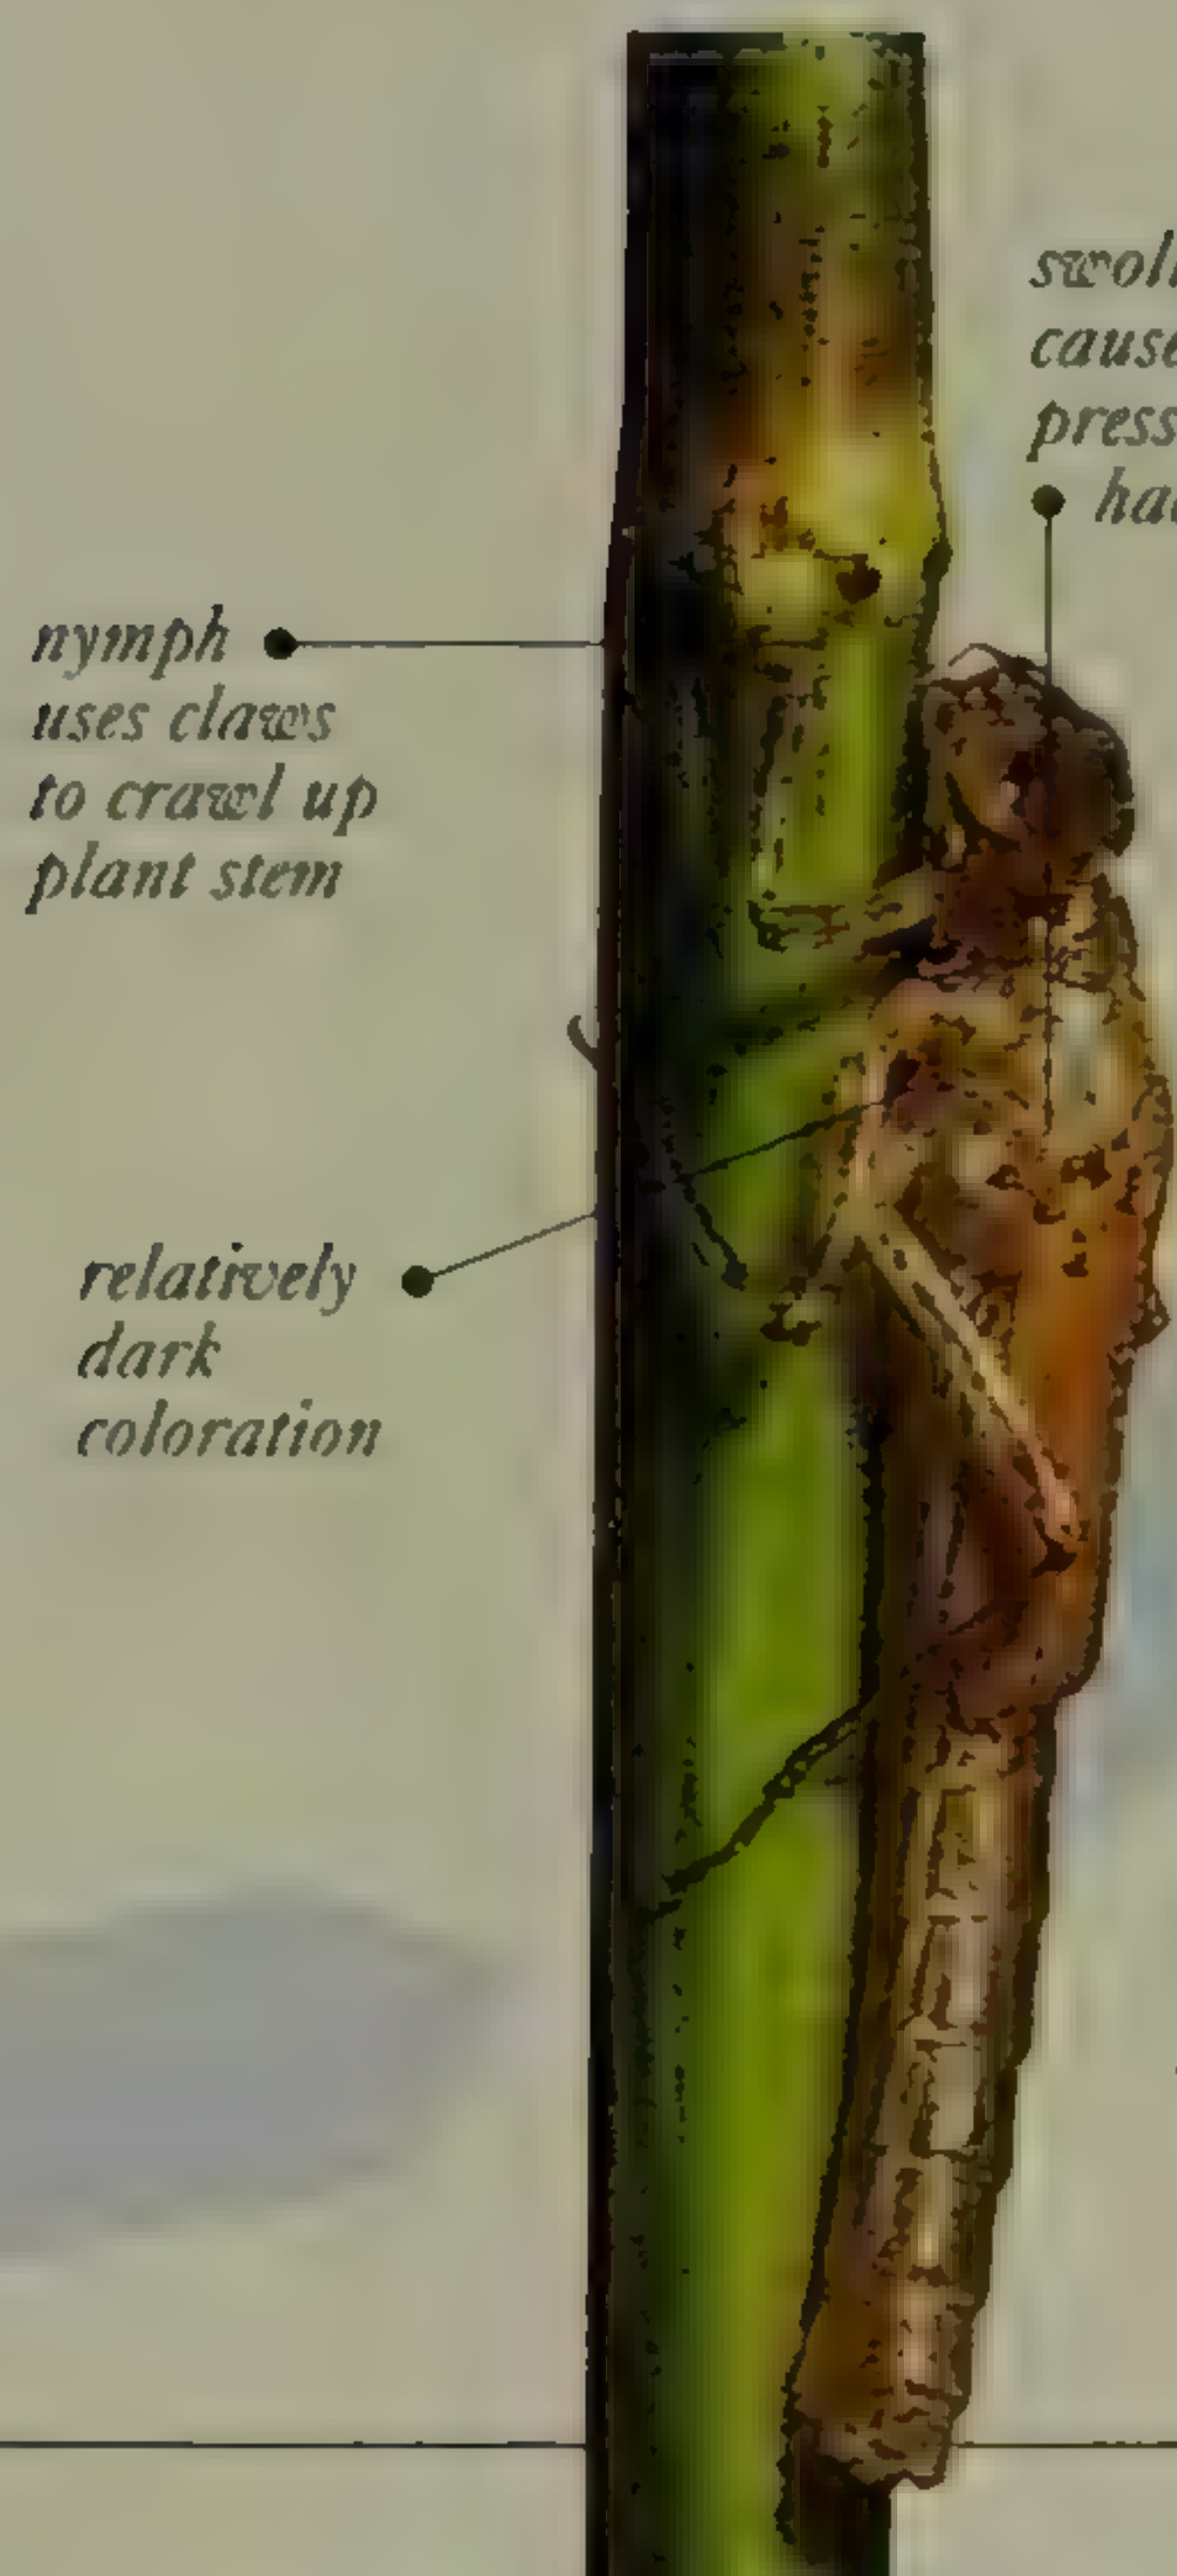 nymph
uses claws
to crawl up
plant stem
relatively
dark
coloration